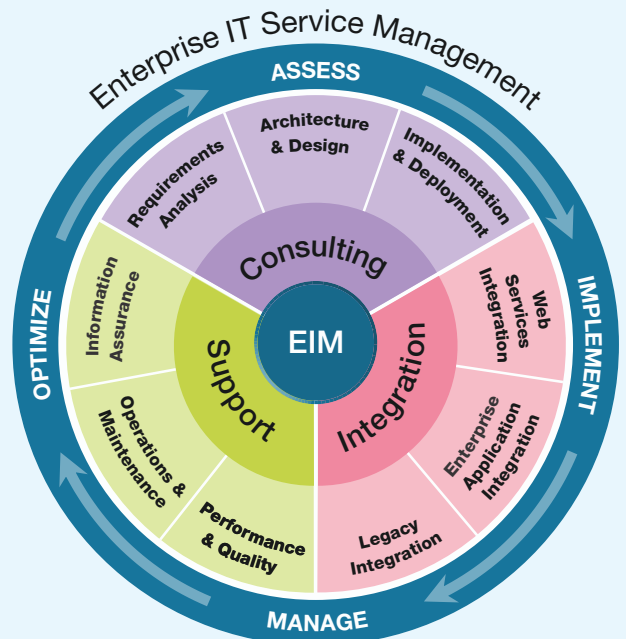 Enterprise IT Service Management
ASSESS
IMPLEMENT
MANAGE
OPTIMIZE
Requirements
Analysis
Architecture
& Design
Implementation
& Deployment
Consulting
Web
Services
Integration
Enterprise
Application
Integration
Legacy
Integration
Integration
Performance
& Quality
Operations &
Maintenance
Information
Assurance
Support
EIM